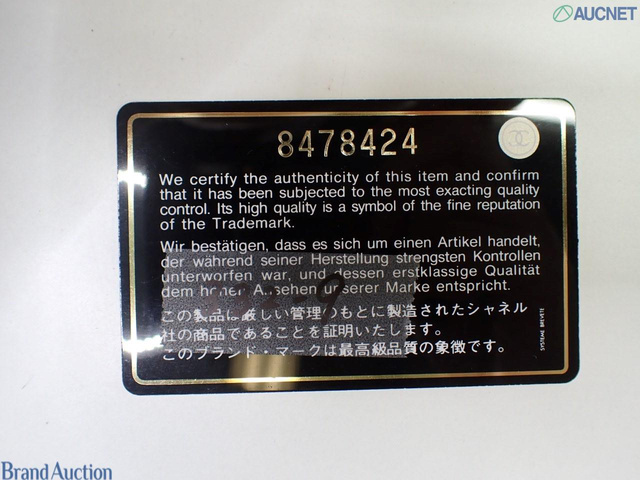 AUCNET
8478424
We certify the authenticity of this item and confirm
that it has been subjected to the most exacting quality
control. Its high quality is a symbol of the fine reputation
of the Trademark.
Wir bestätigen, dass es sich um einen Artikel handelt,
der während seiner Herstellung strengsten Kontrollen
unterworfen war, und dessen erstklassige Qualität
dem hohen Ansehen unserer Marke entspricht.
この製品は厳しい管理のもとに製造されたシャネル
社の商品であることを証明いたします。
このブランド・マークは最高級品質の象徴です。
SYSTEME BREVETE
Brand Auction